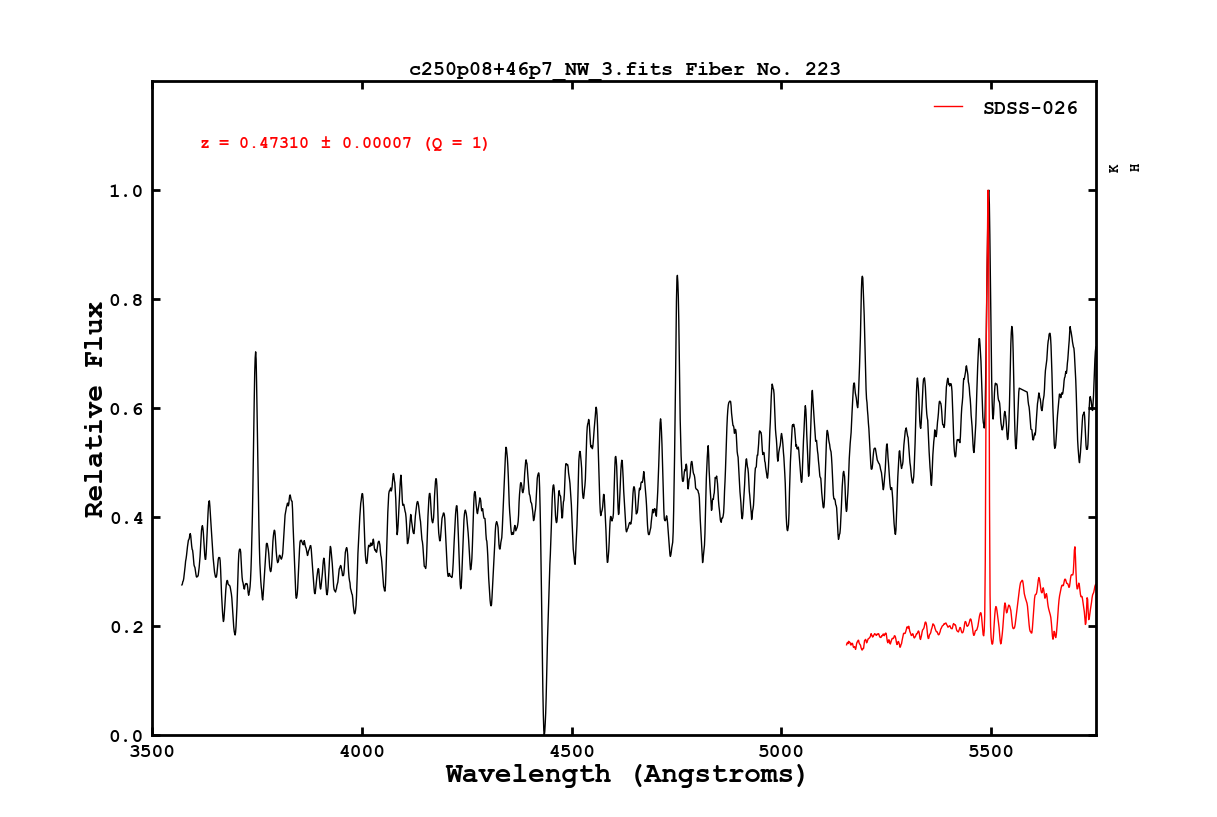 c250p08+46p7_NW_3.fits Fiber No. 223
SDSS-026
z = 0.47310 ± 0.00007 (Q = 1)
K
H
1.0
0.8
0.6
0.4
0.2
0.0
Relative Flux
3500
4000
4500
5000
5500
Wavelength (Angstroms)